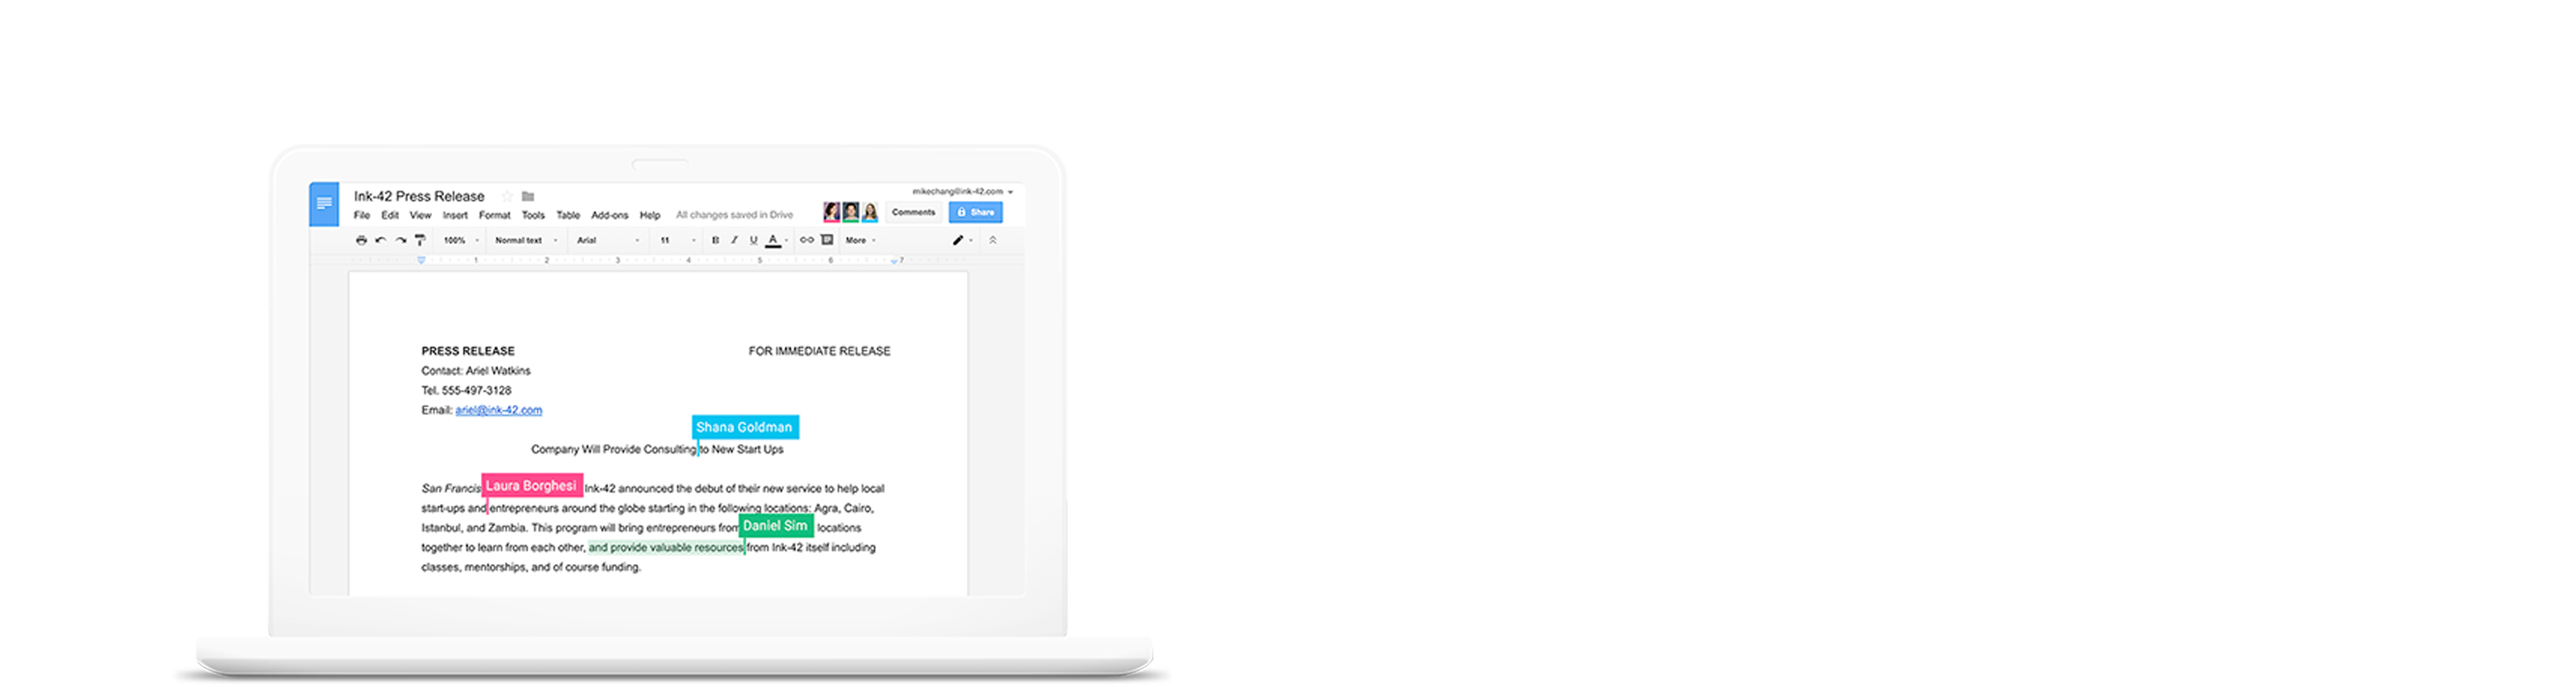 Ink-42 Press Release
mikechang@ink-42.com
File Edit View Insert Format Tools Table Add-ons Help All changes saved in Drive
Comments Share
100% Normal text Arial 11 B I U A More
1 2 3 4 5 6 7
PRESS RELEASE FOR IMMEDIATE RELEASE
Contact: Ariel Watkins
Tel. 555-497-3128
Email: ariel@ink-42.com
Shana Goldman
Company Will Provide Consulting to New Start Ups
San Francis Laura Borghesi Ink-42 announced the debut of their new service to help local
start-ups and entrepreneurs around the globe starting in the following locations: Agra, Cairo,
Istanbul, and Zambia. This program will bring entrepreneurs from Daniel Sim locations
together to learn from each other, and provide valuable resources from Ink-42 itself including
classes, mentorships, and of course funding.